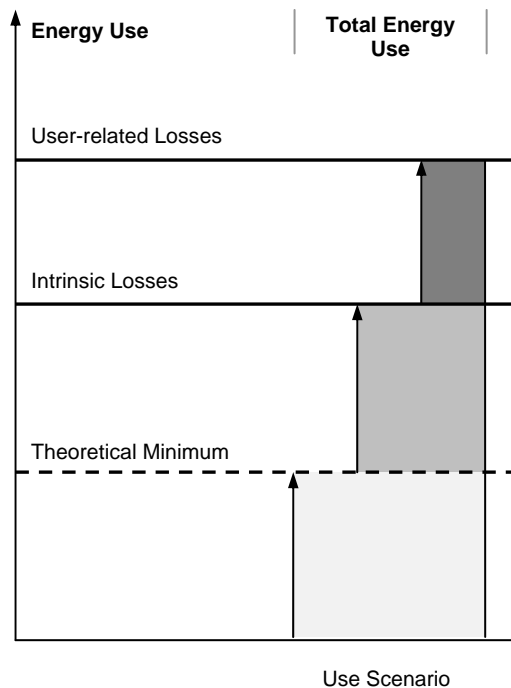 Energy Use
Total Energy
Use
User-related Losses
Intrinsic Losses
Theoretical Minimum
Use Scenario